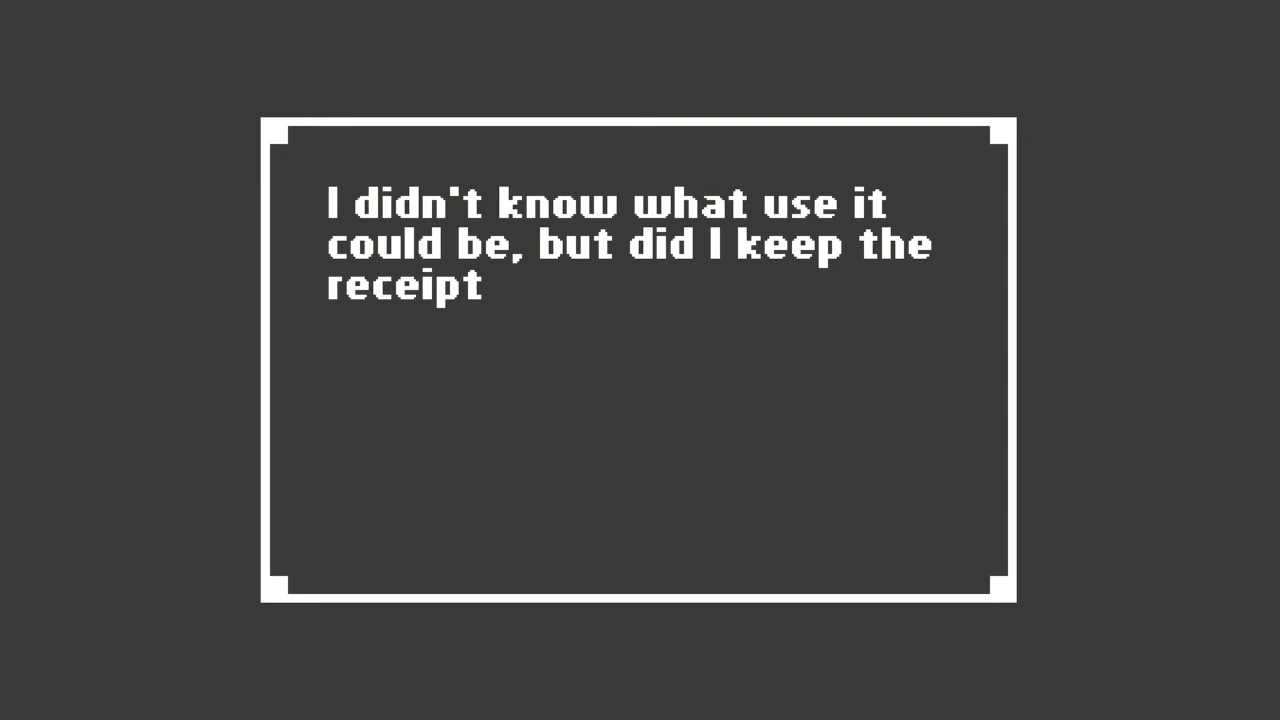 I didn't know what use it
could be, but did I keep the
receipt